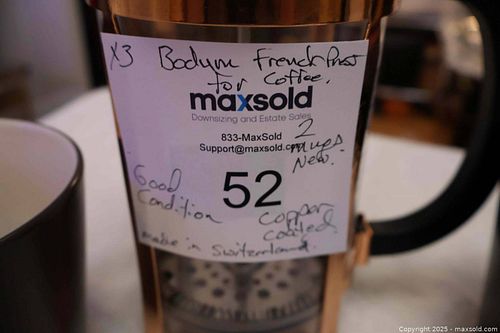 x3 Bodym French Press
for Coffee.
maxsold
Downsizing and Estate Sales
833-MaxSold
Support@maxsold.com
2
mugs
New.
52
Good
Condition
copper
coated
made in Switzerland.
Copyright 2025 - maxsold.com